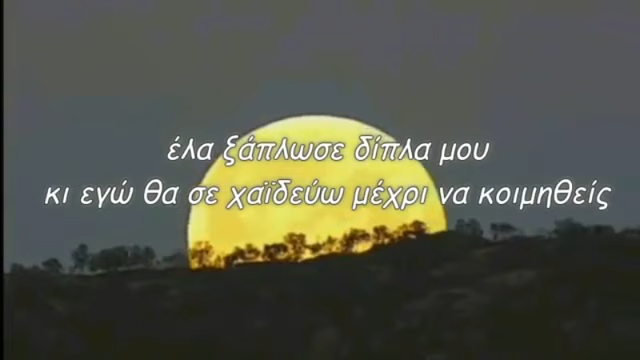 έλα ξάπλωσε δίπλα μου
κι εγώ θα σε χαϊδεύω μέχρι να κοιμηθείς